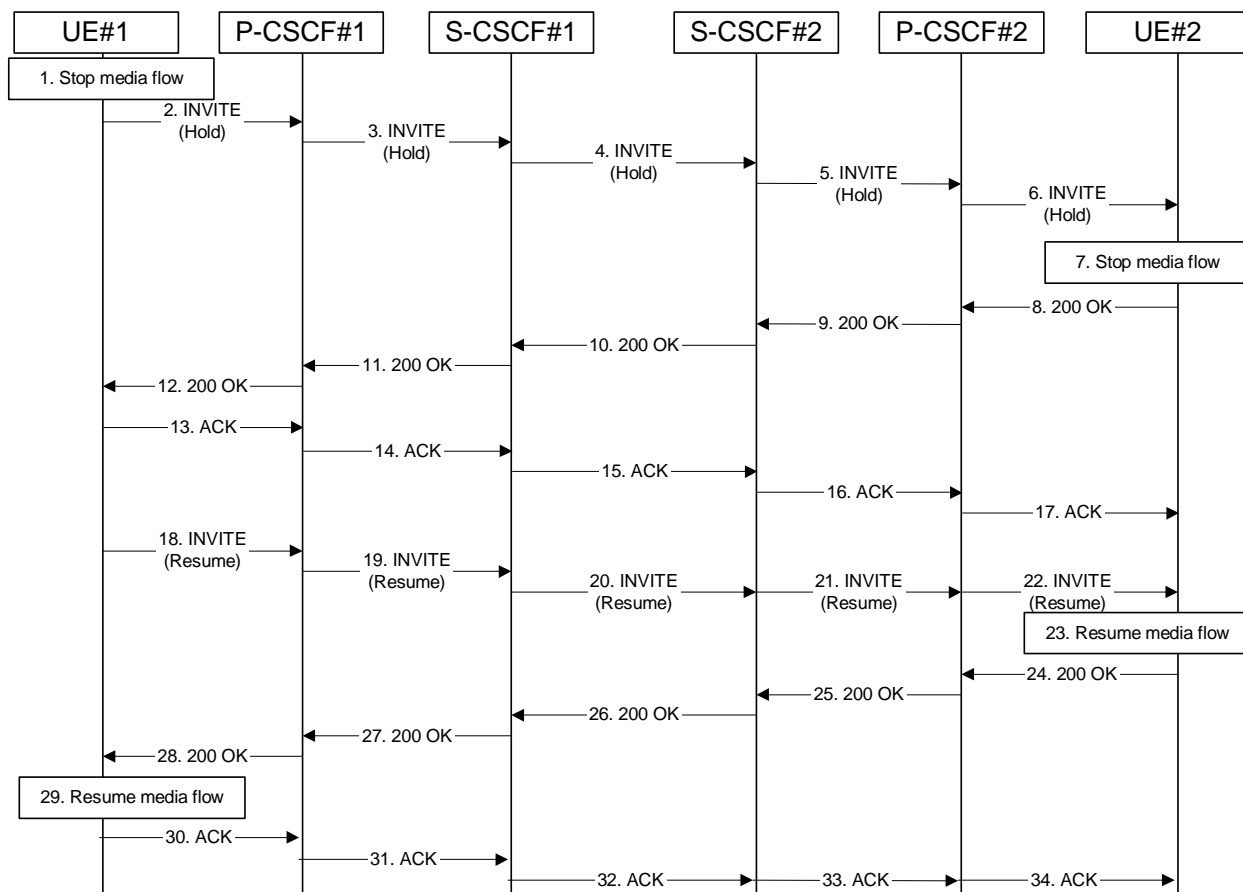 UE#1
P-CSCF#1
S-CSCF#1
S-CSCF#2
P-CSCF#2
UE#2
1. Stop media flow
2. INVITE
(Hold)
3. INVITE
(Hold)
4. INVITE
(Hold)
5. INVITE
(Hold)
6. INVITE
(Hold)
7. Stop media flow
8. 200 OK
9. 200 OK
10. 200 OK
11. 200 OK
12. 200 OK
13. ACK
14. ACK
15. ACK
16. ACK
17. ACK
18. INVITE
(Resume)
19. INVITE
(Resume)
20. INVITE
(Resume)
21. INVITE
(Resume)
22. INVITE
(Resume)
23. Resume media flow
24. 200 OK
25. 200 OK
26. 200 OK
27. 200 OK
28. 200 OK
29. Resume media flow
30. ACK
31. ACK
32. ACK
33. ACK
34. ACK